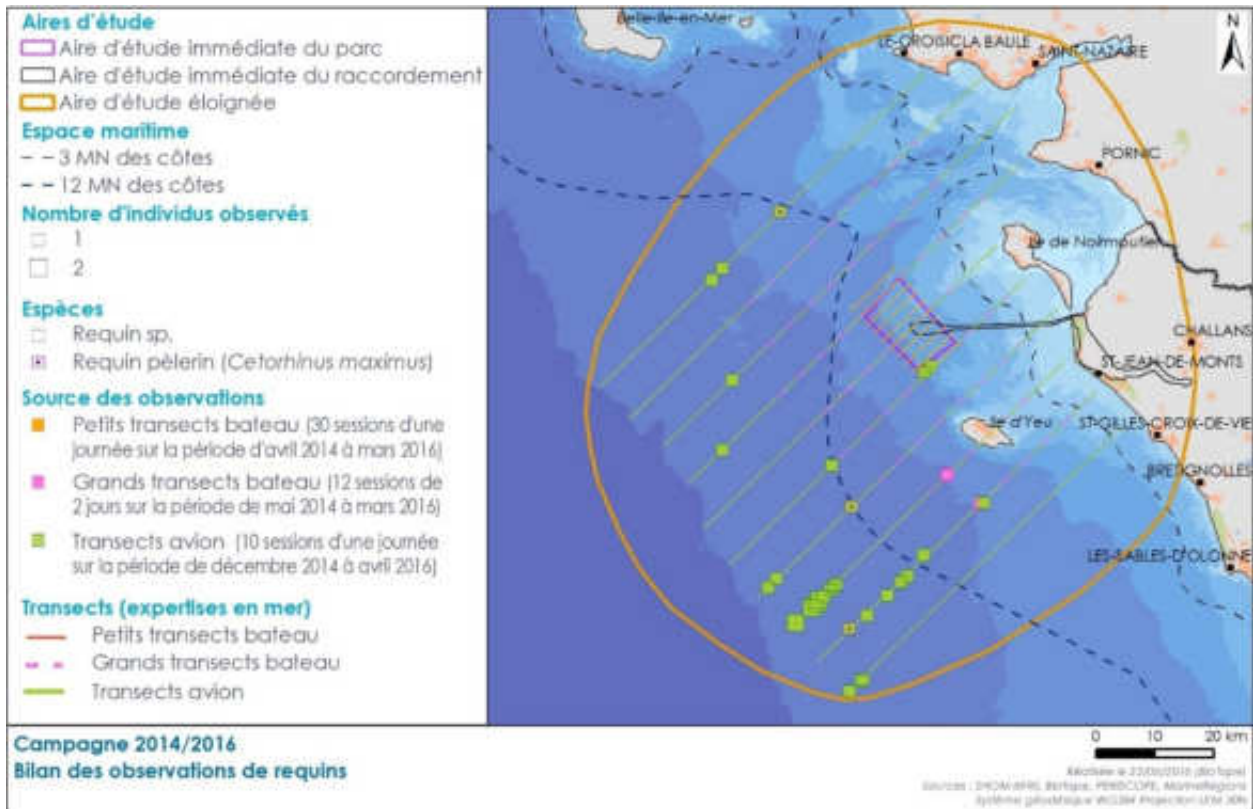 Aires d'étude
Aire d'étude immédiate du parc
Aire d'étude immédiate du raccordement
Aire d'étude éloignée
Espace maritime
3 MN des côtes
12 MN des côtes
Nombre d'individus observés
1
2
Espèces
Requin sp.
Requin pèlerin (Cetorhinus maximus)
Source des observations
Petits transects bateau (30 sessions d'une
journée sur la période d'avril 2014 à mars 2016)
Grands transects bateau (12 sessions de
2 jours sur la période de mai 2014 à mars 2016)
Transects avion (10 sessions d'une journée
sur la période de décembre 2014 à avril 2016)
Transects (expertises en mer)
Petits transects bateau
Grands transects bateau
Transects avion
Belle-Ile-en-Mer
N
LE-CROISIC
LA BAULE
SAINT-NAZAIRE
PORNIC
Ile de Noirmoutier
CHALLANS
ST-JEAN-DE-MONTS
Ile d'Yeu
ST-GILLES-CROIX-DE-VIE
BRETIGNOLLES
LES-SABLES-D'OLONNE
Campagne 2014/2016
Bilan des observations de requins
0 10 20 km